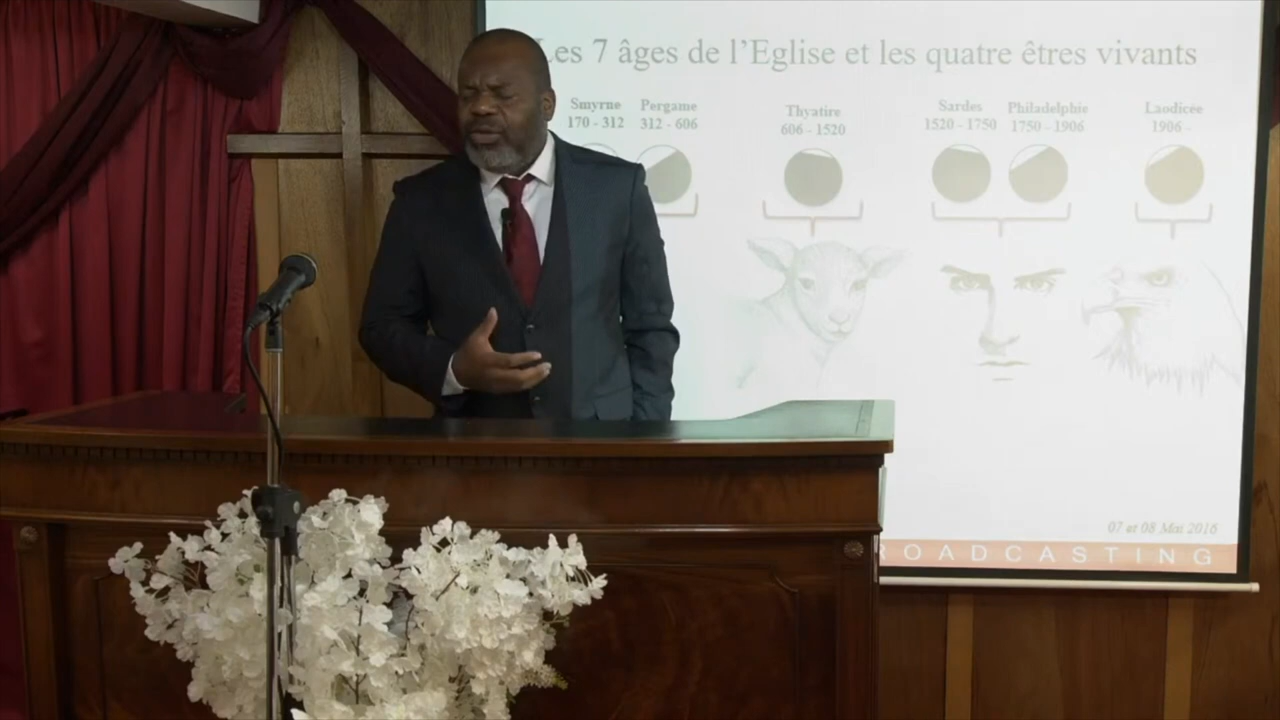 Les 7 âges de l'Eglise et les quatre êtres vivants
Smyrne Pergame Thyatire Sardes Philadelphie Laodicée
170 - 312 312 - 606 606 - 1520 1520 - 1750 1750 - 1906 1906 -
07 at 08 Mai 2016
ROADCASTING